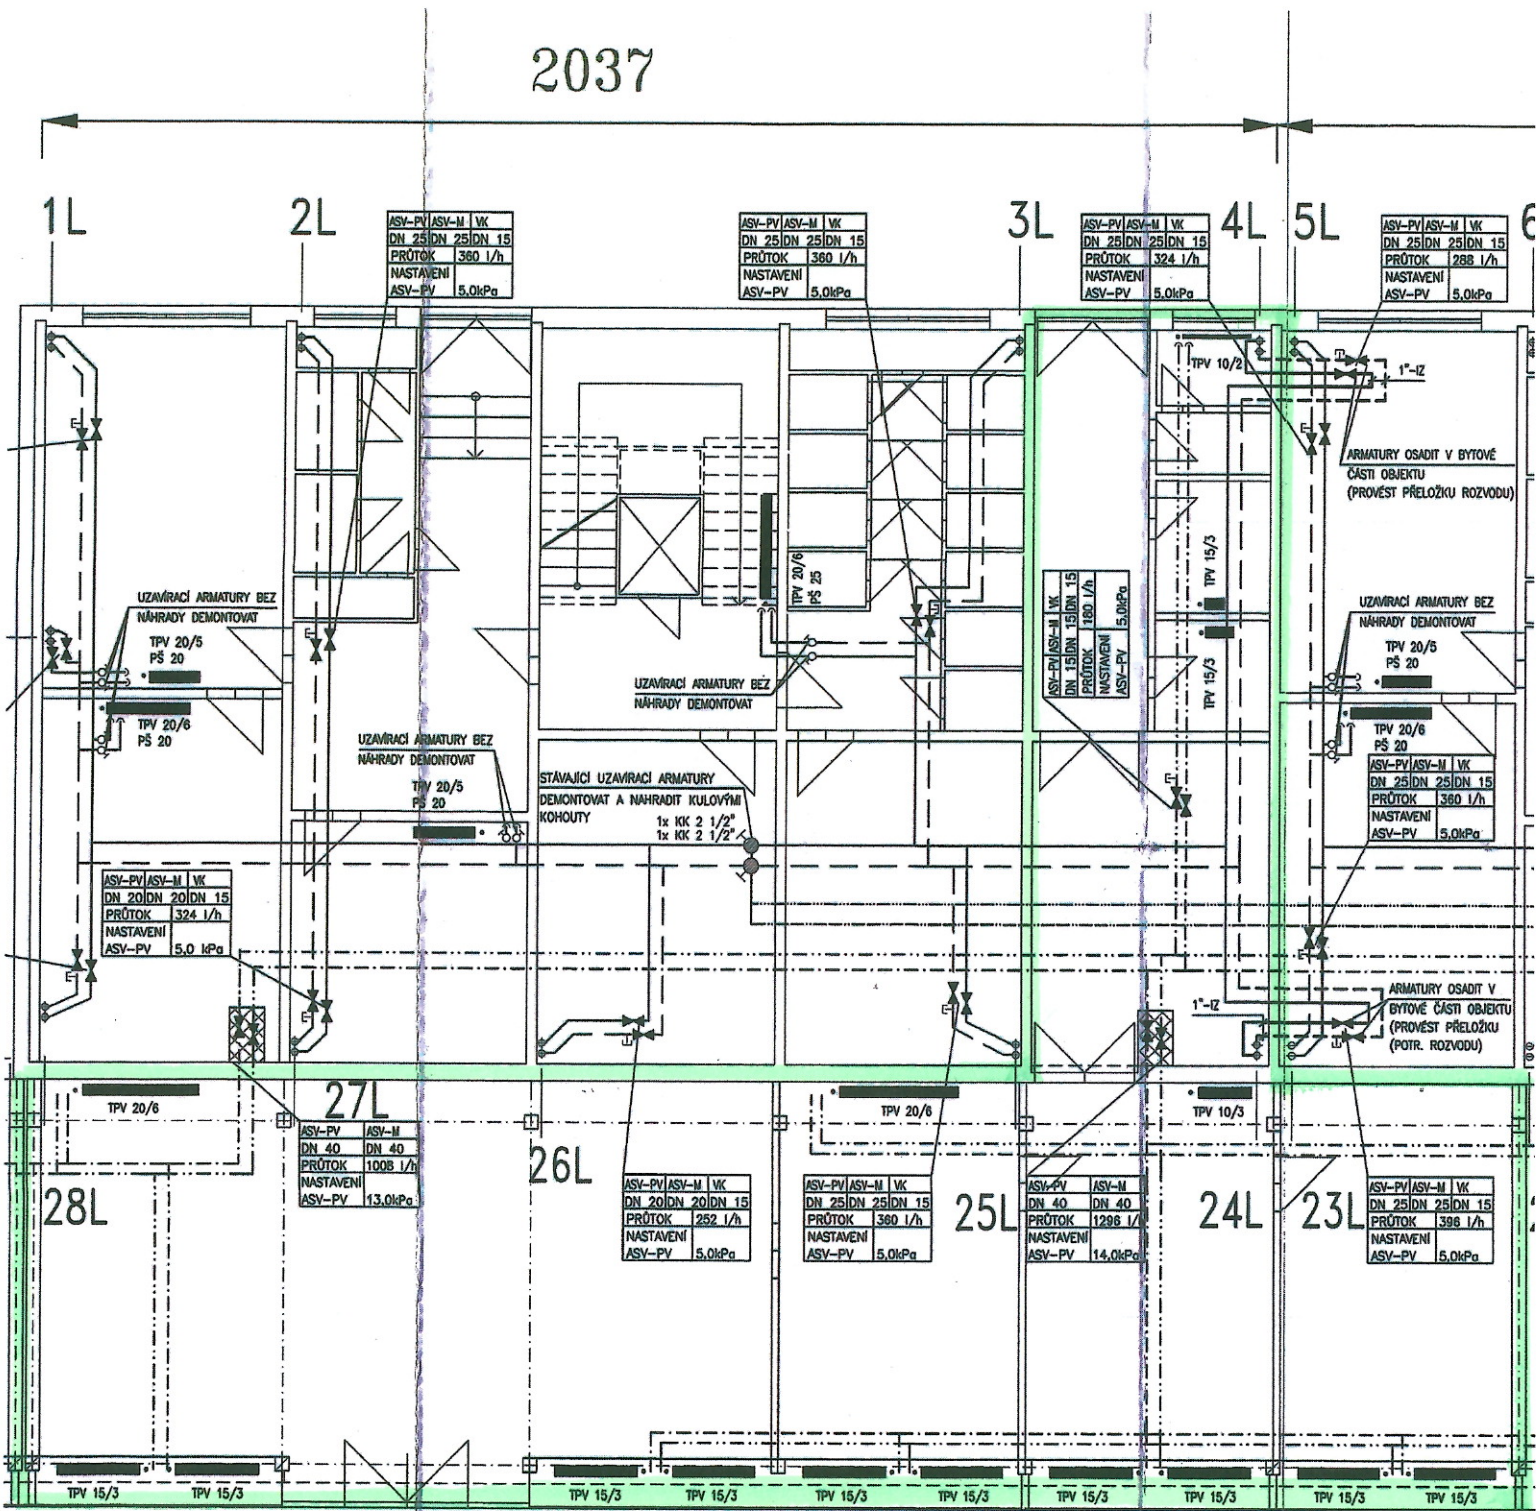 2037
1L
2L
3L
4L
5L
ASV-PV ASV-M VK
DN 25 DN 25 DN 15
PRŮTOK 360 l/h
NASTAVENÍ
ASV-PV 5,0kPa
ASV-PV ASV-M VK
DN 25 DN 25 DN 15
PRŮTOK 360 l/h
NASTAVENÍ
ASV-PV 5,0kPa
ASV-PV ASV-M VK
DN 25 DN 25 DN 15
PRŮTOK 324 l/h
NASTAVENÍ
ASV-PV 5,0kPa
ASV-PV ASV-M VK
DN 25 DN 25 DN 15
PRŮTOK 288 l/h
NASTAVENÍ
ASV-PV 5,0kPa
TPV 10/2
1"-IZ
ARMATURY OSADIT V BYTOVÉ
ČÁSTI OBJEKTU
(PROVÉST PŘELOŽKU ROZVODU)
TPV 20/6
PŠ 25
ASV-PV ASV-M VK
DN 15 DN 15 DN 15
PRŮTOK 180 l/h
NASTAVENÍ
ASV-PV 5,0kPa
TPV 15/3
TPV 15/3
UZAVÍRACÍ ARMATURY BEZ
NÁHRADY DEMONTOVAT
TPV 20/5
PŠ 20
TPV 20/6
PŠ 20
UZAVÍRACÍ ARMATURY BEZ
NÁHRADY DEMONTOVAT
UZAVÍRACÍ ARMATURY BEZ
NÁHRADY DEMONTOVAT
TPV 20/5
PŠ 20
TPV 20/6
PŠ 20
UZAVÍRACÍ ARMATURY BEZ
NÁHRADY DEMONTOVAT
TPV 20/5
PŠ 20
STÁVAJÍCÍ UZAVÍRACÍ ARMATURY
DEMONTOVAT A NAHRADIT KULOVÝMI
KOHOUTY
1x KK 2 1/2"
1x KK 2 1/2"
ASV-PV ASV-M VK
DN 25 DN 25 DN 15
PRŮTOK 360 l/h
NASTAVENÍ
ASV-PV 5,0kPa
ASV-PV ASV-M VK
DN 20 DN 20 DN 15
PRŮTOK 324 l/h
NASTAVENÍ
ASV-PV 5,0 kPa
1"-IZ
ARMATURY OSADIT V
BYTOVÉ ČÁSTI OBJEKTU
(PROVÉST PŘELOŽKU
(POTR. ROZVODU)
TPV 20/6
27L
TPV 20/6
TPV 10/3
ASV-PV ASV-M
DN 40 DN 40
PRŮTOK 1008 l/h
NASTAVENÍ
ASV-PV 13,0kPa
28L
26L
25L
24L
23L
ASV-PV ASV-M VK
DN 20 DN 20 DN 15
PRŮTOK 252 l/h
NASTAVENÍ
ASV-PV 5,0kPa
ASV-PV ASV-M VK
DN 25 DN 25 DN 15
PRŮTOK 360 l/h
NASTAVENÍ
ASV-PV 5,0kPa
ASV-PV ASV-M
DN 40 DN 40
PRŮTOK 1296 l/
NASTAVENÍ
ASV-PV 14,0kPa
ASV-PV ASV-M VK
DN 25 DN 25 DN 15
PRŮTOK 396 l/h
NASTAVENÍ
ASV-PV 5,0kPa
TPV 15/3
TPV 15/3
TPV 15/3
TPV 15/3
TPV 15/3
TPV 15/3
TPV 15/3
TPV 15/3
TPV 15/3
TPV 15/3